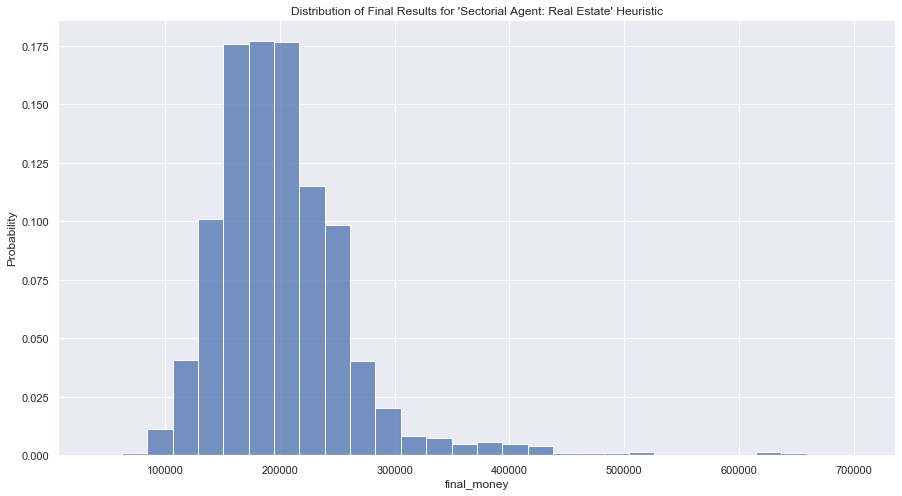 Distribution of Final Results for 'Sectorial Agent: Real Estate' Heuristic
0.175
0.150
0.125
0.100
0.075
0.050
0.025
0.000
Probability
100000 200000 300000 400000 500000 600000 700000
final_money